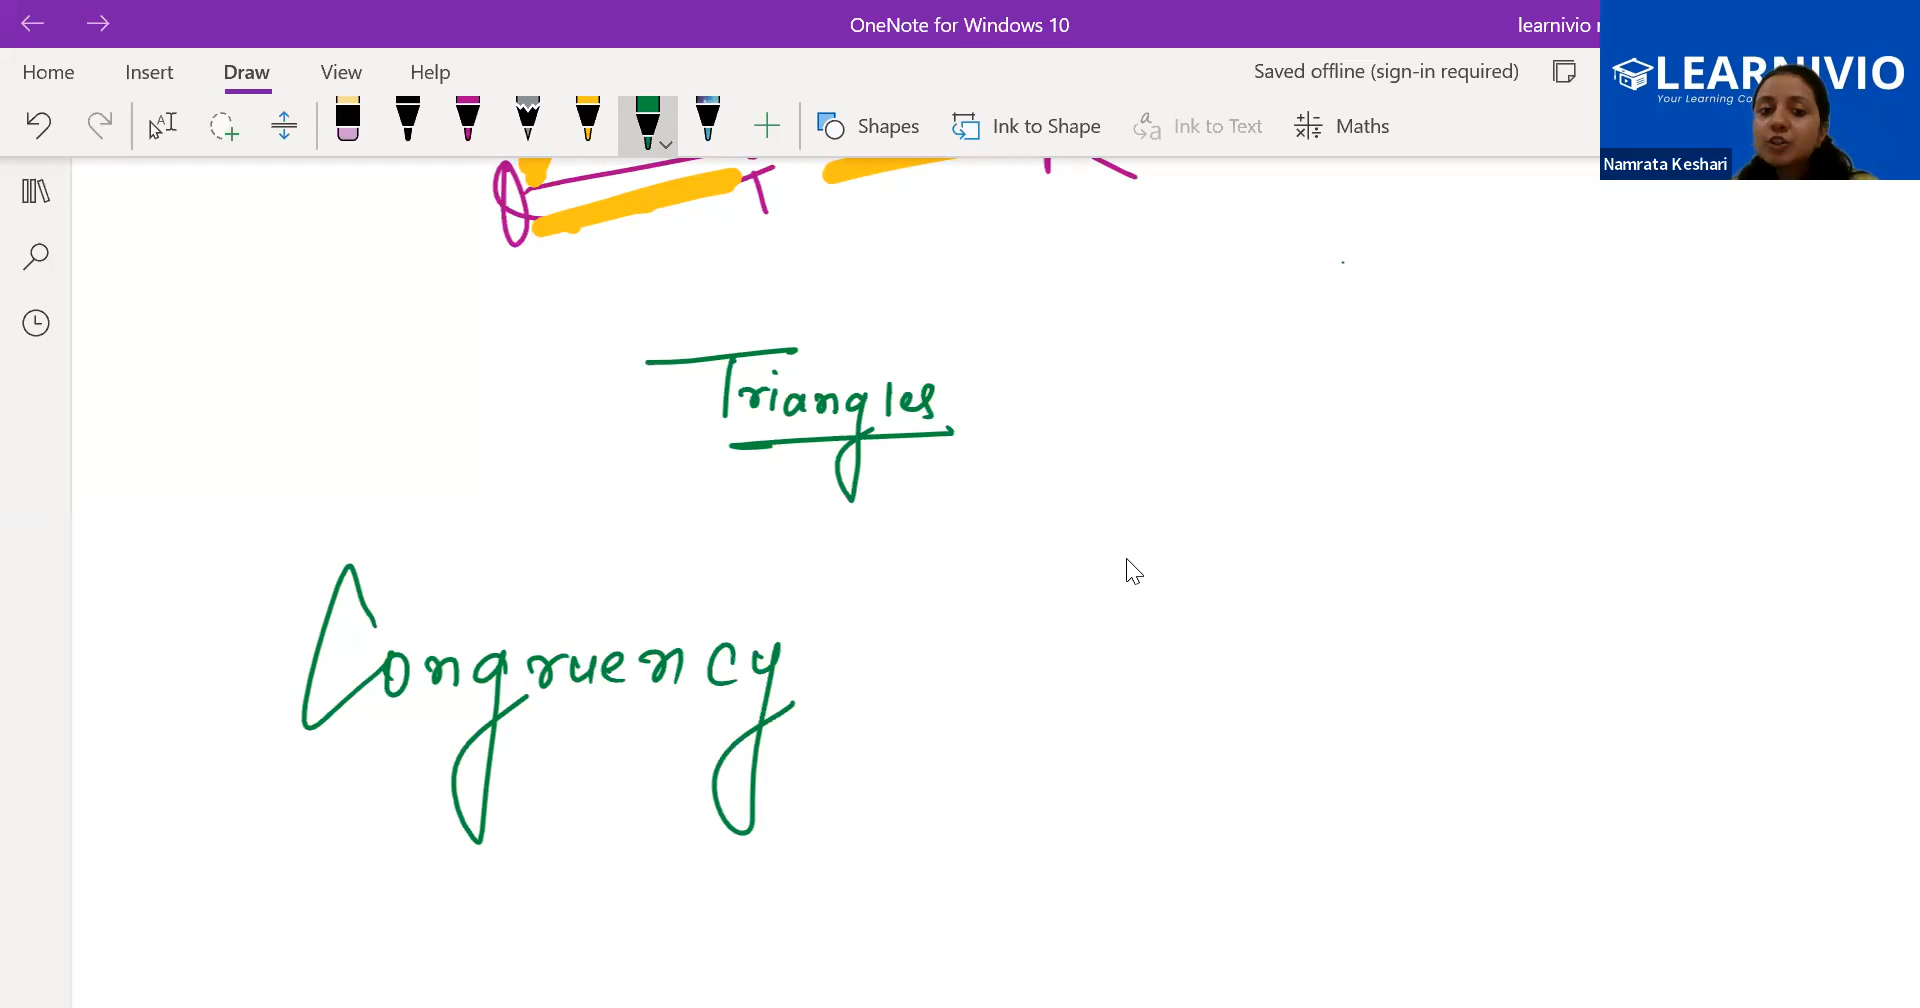 OneNote for Windows 10
learnivio
Home Insert Draw View Help
Saved offline (sign-in required)
Shapes Ink to Shape Ink to Text Maths
LEARNIVIO
Your Learning
Namrata Keshari
Triangles
Congruency